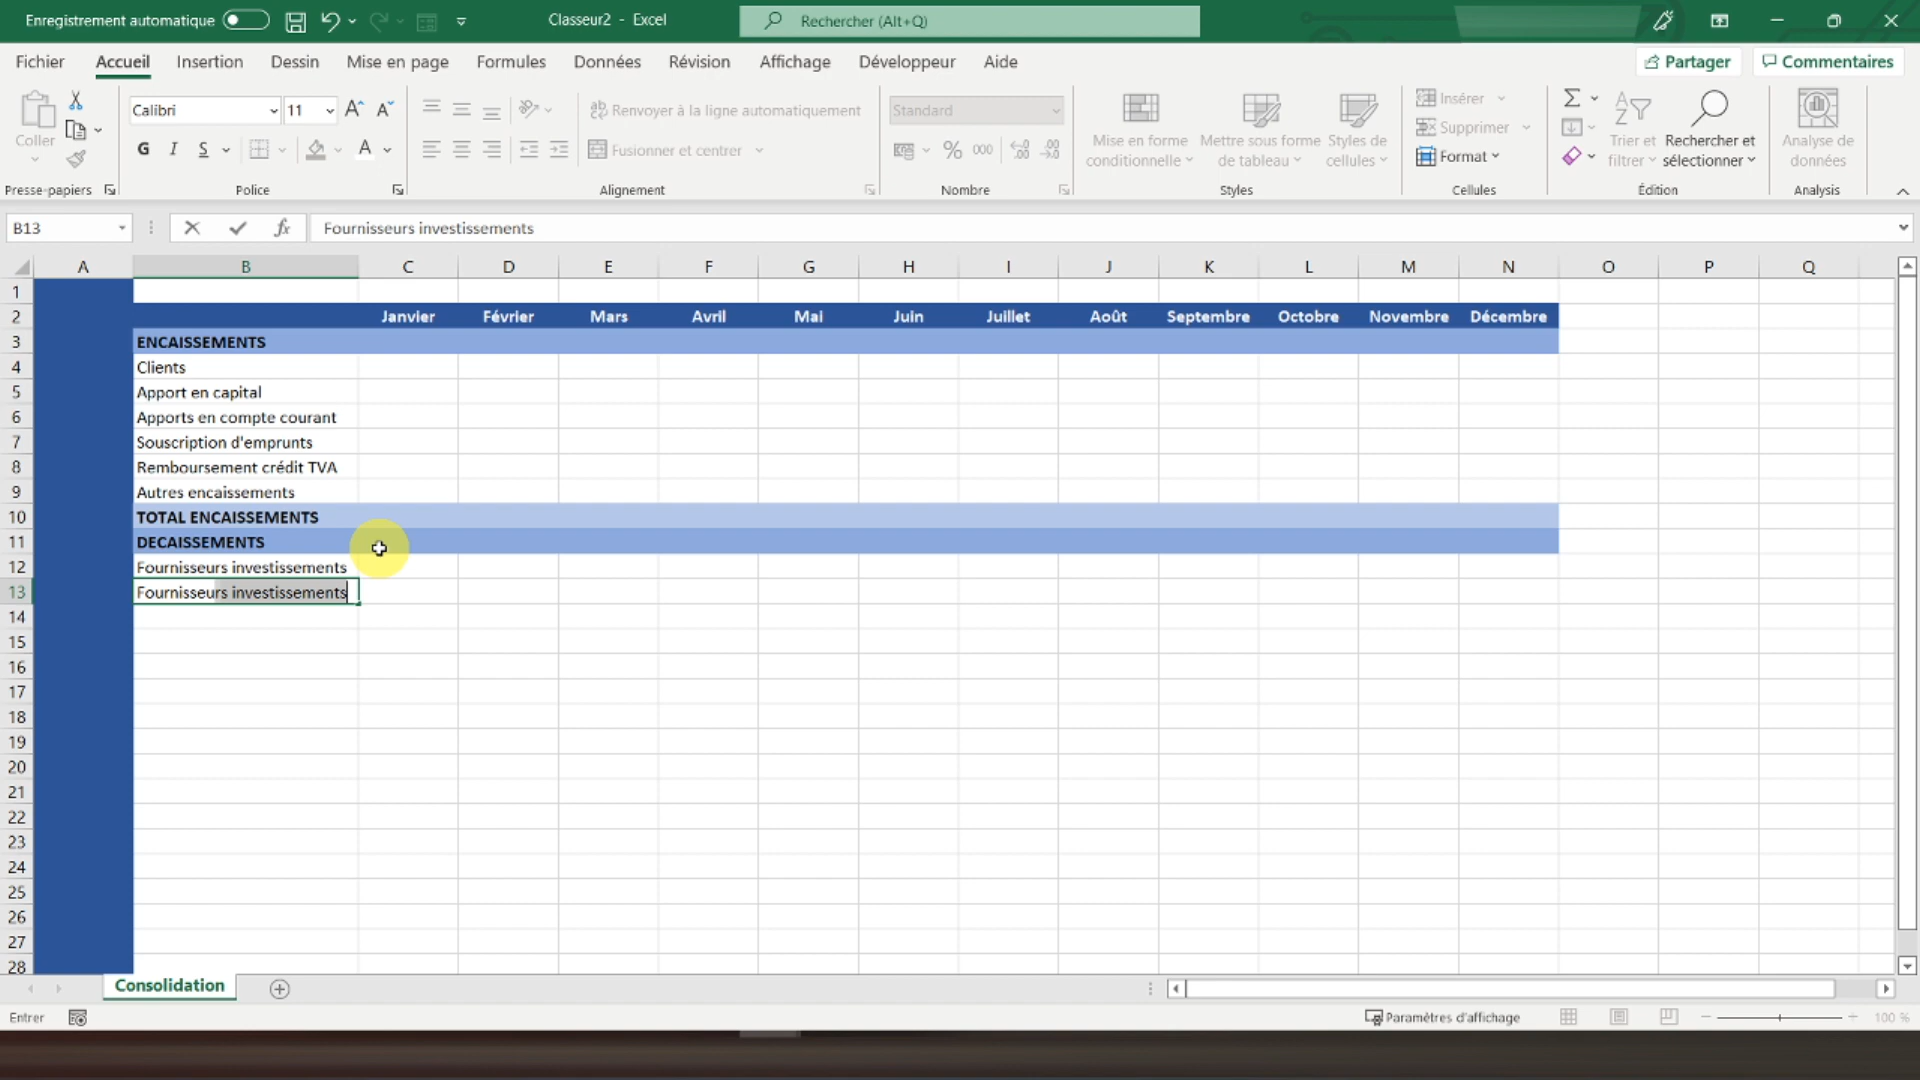 Enregistrement automatique
Classeur2 - Excel
Rechercher (Alt+Q)
Fichier Accueil Insertion Dessin Mise en page Formules Données Révision Affichage Développeur Aide
Partager Commentaires
Coller
Calibri 11
G I S A
Renvoyer à la ligne automatiquement
Fusionner et centrer
Standard
% 000
Mise en forme conditionnelle
Mettre sous forme de tableau
Styles de cellules
Insérer
Supprimer
Format
Trier et filtrer
Rechercher et sélectionner
Analyse de données
Presse-papiers Police Alignement Nombre Styles Cellules Édition Analysis
B13 fx Fournisseurs investissements
A B C D E F G H I J K L M N O P Q
1
2 Janvier Février Mars Avril Mai Juin Juillet Août Septembre Octobre Novembre Décembre
3 ENCAISSEMENTS
4 Clients
5 Apport en capital
6 Apports en compte courant
7 Souscription d'emprunts
8 Remboursement crédit TVA
9 Autres encaissements
10 TOTAL ENCAISSEMENTS
11 DECAISSEMENTS
12 Fournisseurs investissements
13 Fournisseurs investissements
14
15
16
17
18
19
20
21
22
23
24
25
26
27
28
Consolidation
Entrer
Paramètres d'affichage
100 %